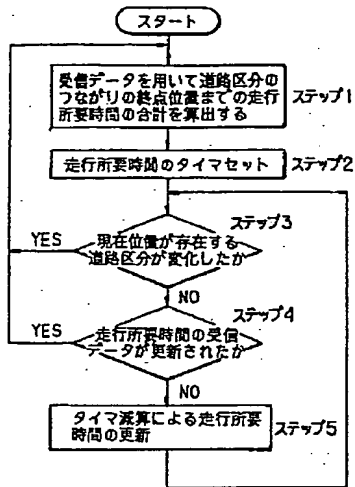 スタート
受信データを用いて道路区分の
つながりの終点位置までの走行
所要時間の合計を算出する
ステップ1
走行所要時間のタイマセット
ステップ2
ステップ3
YES
現在位置が存在する
道路区分が変化したか
NO
ステップ4
YES
走行所要時間の受信
データが更新されたか
NO
タイマ減算による走行所要
時間の更新
ステップ5